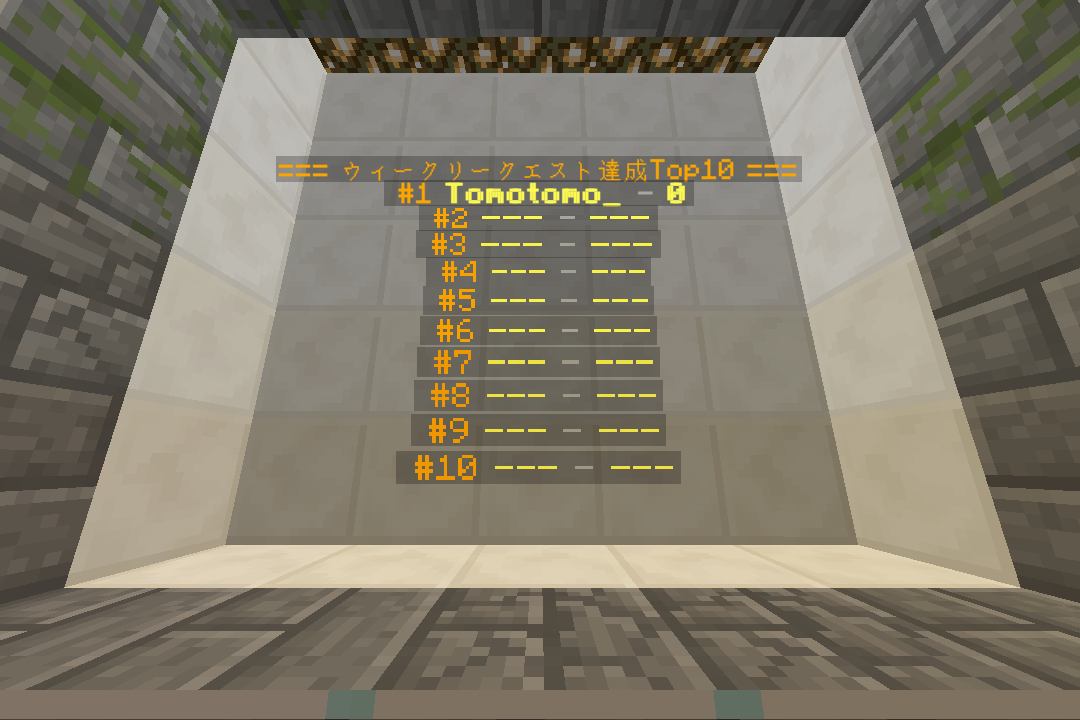 === ウィークリークエスト達成Top10 ===
#1 Tomotomo_ - 0
#2 --- - ---
#3 --- - ---
#4 --- - ---
#5 --- - ---
#6 --- - ---
#7 --- - ---
#8 --- - ---
#9 --- - ---
#10 --- - ---